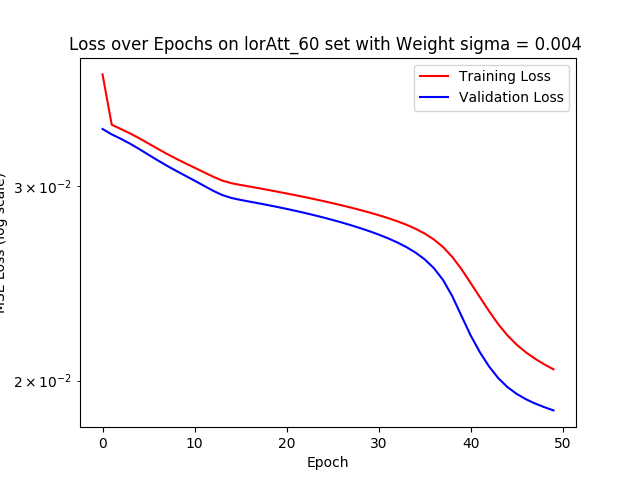 Loss over Epochs on lorAtt_60 set with Weight sigma = 0.004
Training Loss
Validation Loss
3 × 10⁻²
2 × 10⁻²
MSE Loss (log scale)
0 10 20 30 40 50
Epoch